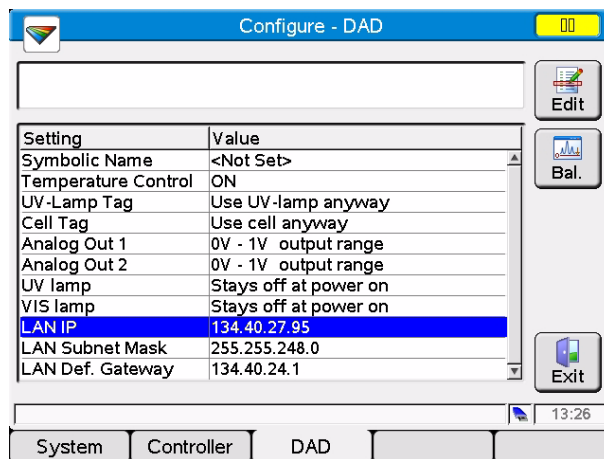 Configure - DAD
Edit
Setting Value
Symbolic Name <Not Set>
Bal.
Temperature Control ON
UV-Lamp Tag Use UV-lamp anyway
Cell Tag Use cell anyway
Analog Out 1 0V - 1V output range
Analog Out 2 0V - 1V output range
UV lamp Stays off at power on
VIS lamp Stays off at power on
LAN IP 134.40.27.95
LAN Subnet Mask 255.255.248.0
LAN Def. Gateway 134.40.24.1
Exit
13:26
System Controller DAD